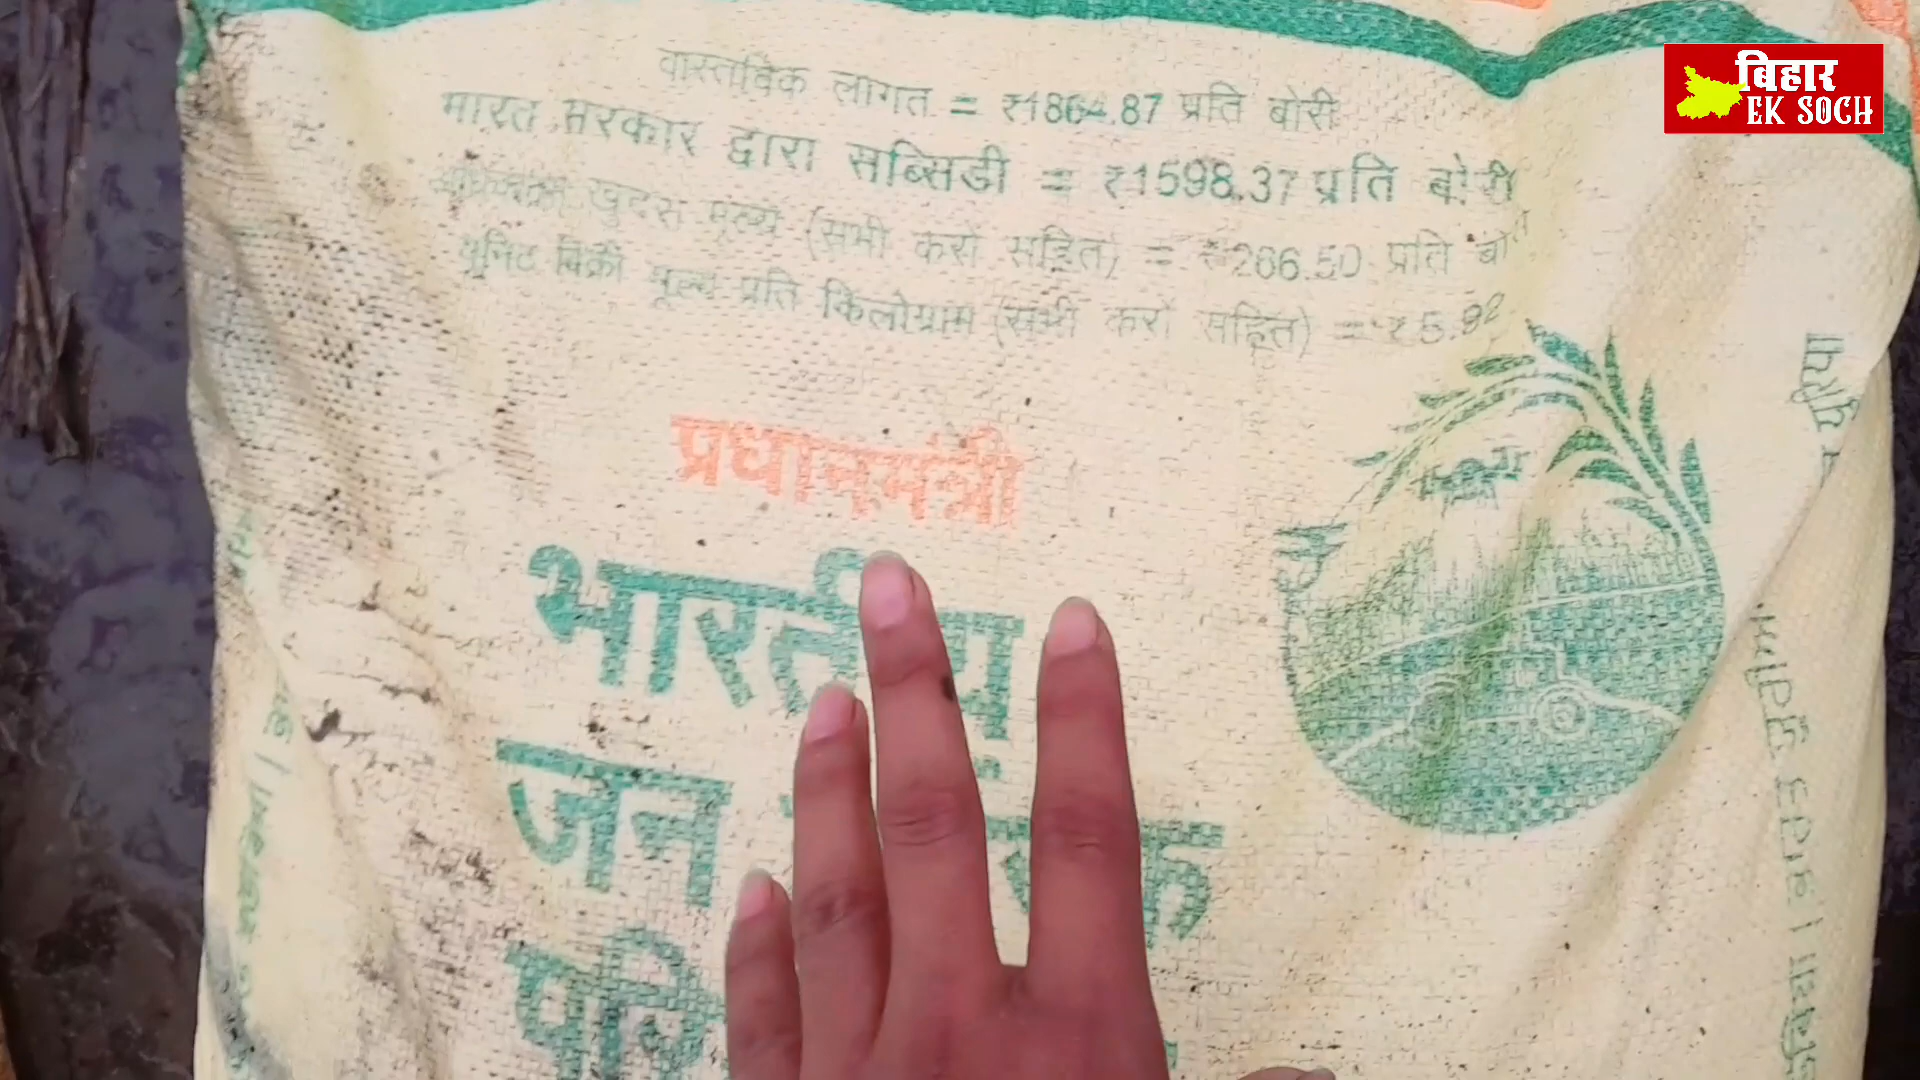 बिहार
EK SOCH
वास्तविक लागत = ₹1864.87 प्रति बोरी
भारत सरकार द्वारा सब्सिडी = ₹1598.37 प्रति बोरी
खुदरा मूल्य (सभी करों सहित) = ₹266.50 प्रति बोरी
यूनिट बिक्री मूल्य प्रति किलोग्राम (सभी करों सहित) = ₹5.92
प्रधानमंत्री
भारतीय
जन